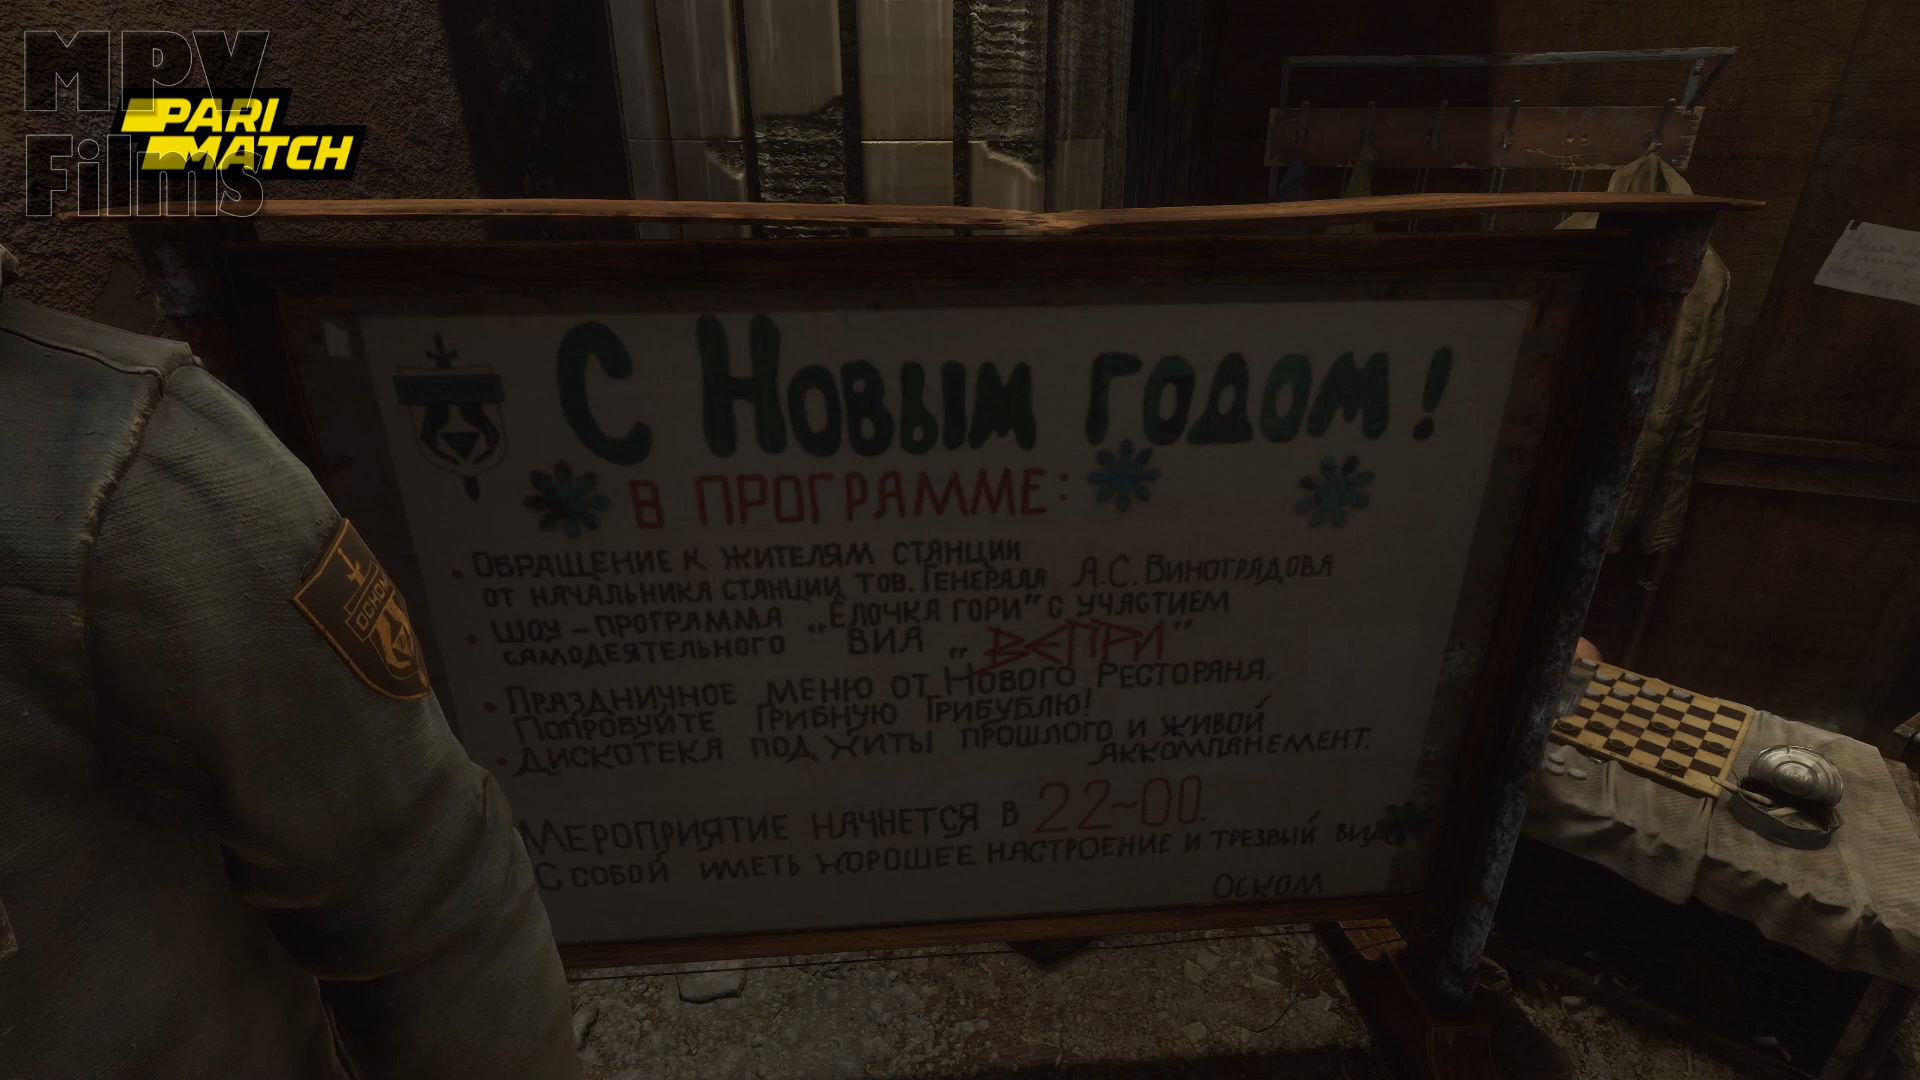 MPV
Films
PARI
MATCH
С Новым годом!
В ПРОГРАММЕ:
• ОБРАЩЕНИЕ К ЖИТЕЛЯМ СТАНЦИИ
ОТ НАЧАЛЬНИКА СТАНЦИИ ТОВ. ГЕНЕРАЛА А.С. ВИНОГРАДОВА
• ШОУ – ПРОГРАММА „ЁЛОЧКА ГОРИ" С УЧАСТИЕМ
САМОДЕЯТЕЛЬНОГО ВИА „ВЕПРИ"
• ПРАЗДНИЧНОЕ МЕНЮ ОТ НОВОГО РЕСТОРАНА.
ПОПРОБУЙТЕ ГРИБНУЮ ГРИБУБЛЮ!
• ДИСКОТЕКА ПОД ХИТЫ ПРОШЛОГО И ЖИВОЙ
АККОМПАНЕМЕНТ.
МЕРОПРИЯТИЕ НАЧНЕТСЯ В 22~00.
С СОБОЙ ИМЕТЬ ХОРОШЕЕ НАСТРОЕНИЕ И ТРЕЗВЫЙ ВИД
ОСКОМ
ОСКОМ